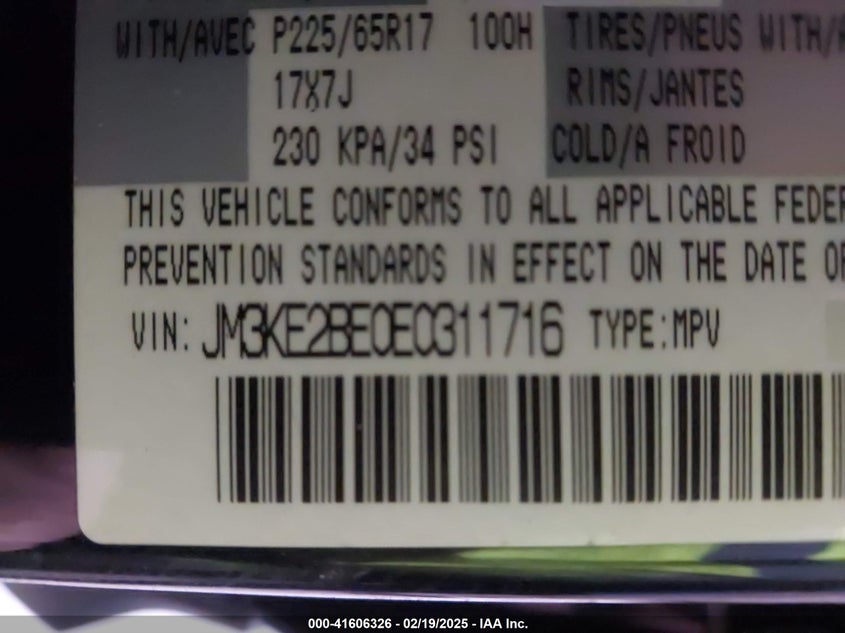 WITH/AVEC P225/65R17 100H TIRES/PNEUS WITH/A
17X7J RIMS/JANTES
230 KPA/34 PSI COLD/A FROID
THIS VEHICLE CONFORMS TO ALL APPLICABLE FEDER
PREVENTION STANDARDS IN EFFECT ON THE DATE OF
VIN: JM3KE2BE0E0311716 TYPE:MPV
000-41606326 - 02/19/2025 - IAA Inc.